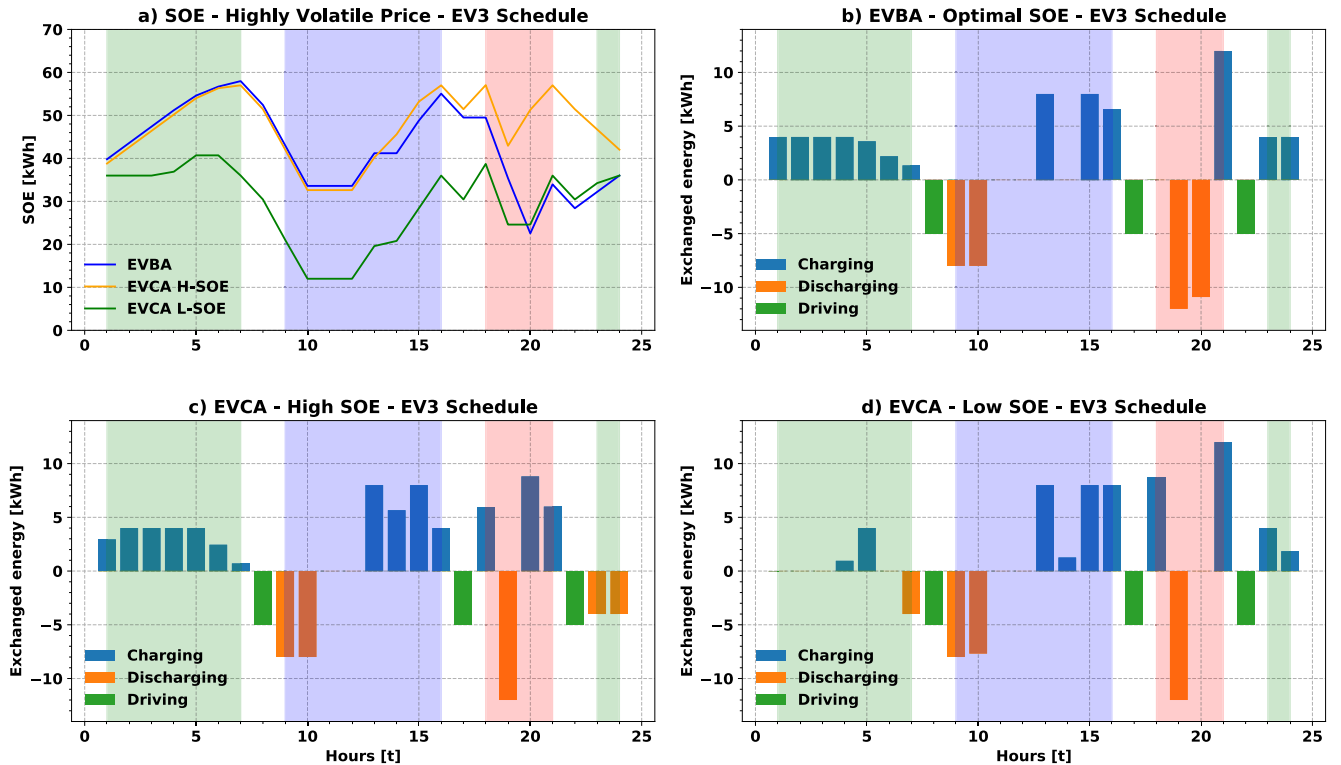 a) SOE - Highly Volatile Price - EV3 Schedule
SOE [kWh]
70
60
50
40
30
20
10
0
EVBA
EVCA H-SOE
EVCA L-SOE
0 5 10 15 20 25
b) EVBA - Optimal SOE - EV3 Schedule
Exchanged energy [kWh]
10
5
0
−5
−10
Charging
Discharging
Driving
0 5 10 15 20 25
c) EVCA - High SOE - EV3 Schedule
Exchanged energy [kWh]
10
5
0
−5
−10
Charging
Discharging
Driving
0 5 10 15 20 25
Hours [t]
d) EVCA - Low SOE - EV3 Schedule
Exchanged energy [kWh]
10
5
0
−5
−10
Charging
Discharging
Driving
0 5 10 15 20 25
Hours [t]